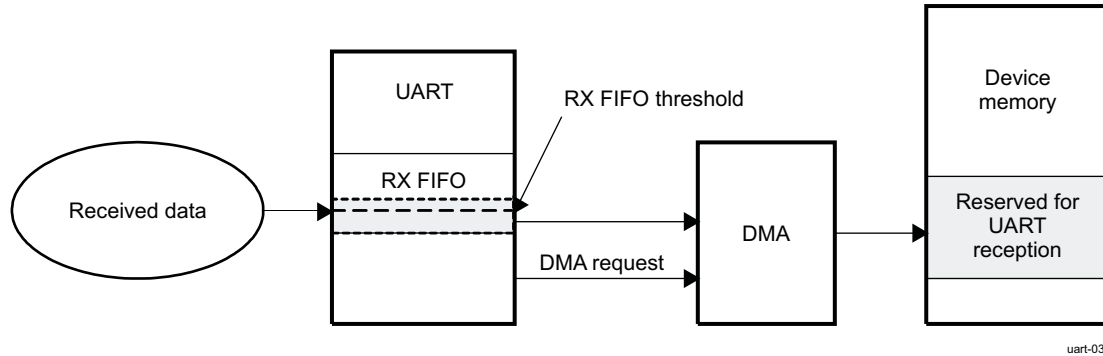 UART
RX FIFO threshold
Device
memory
RX FIFO
Received data
Reserved for
UART
reception
DMA
DMA request
uart-03